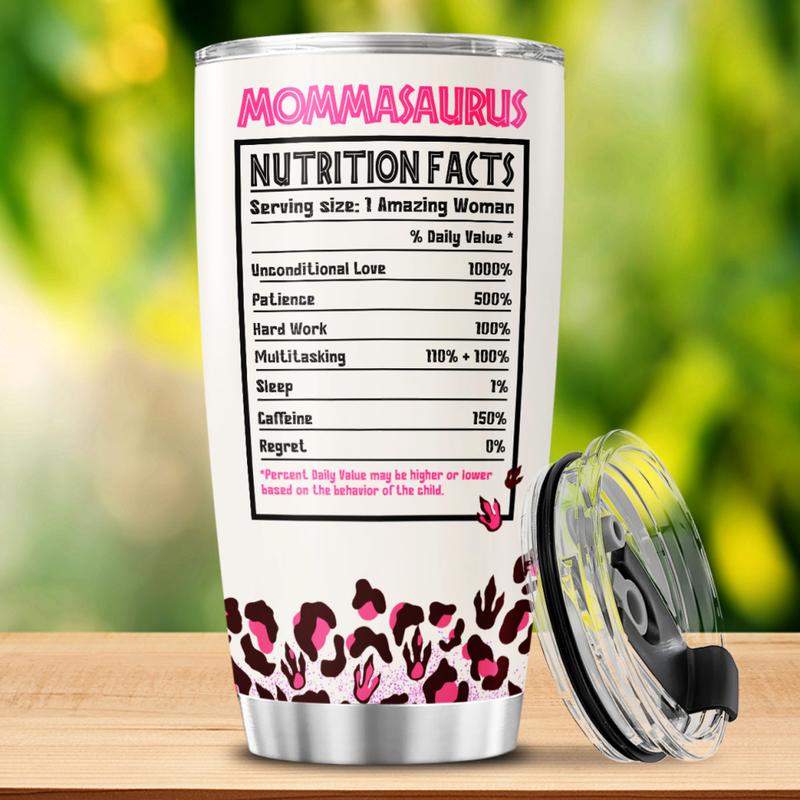 MOMMASAURUS
NUTRITION FACTS
Serving size: 1 Amazing Woman
% Daily Value *
Unconditional Love 1000%
Patience 500%
Hard Work 100%
Multitasking 110% + 100%
Sleep 1%
Caffeine 150%
Regret 0%
*Percent Daily Value may be higher or lower
based on the behavior of the child.